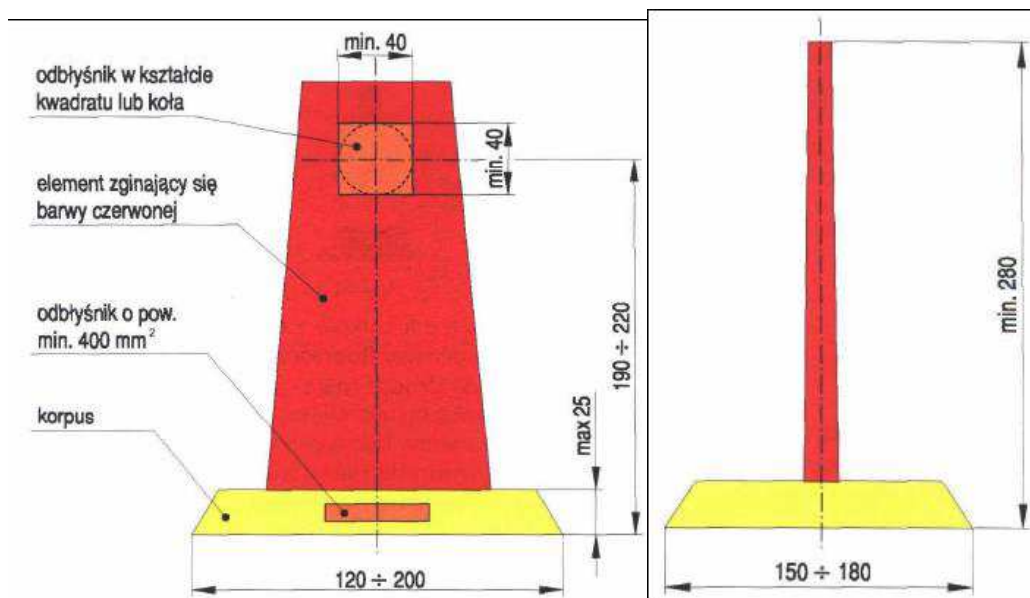 min. 40
odbłyśnik w kształcie
kwadratu lub koła
min. 40
element zginający się
barwy czerwonej
odbłyśnik o pow.
min. 400 mm²
korpus
190 ÷ 220
max 25
120 ÷ 200
min. 280
150 ÷ 180